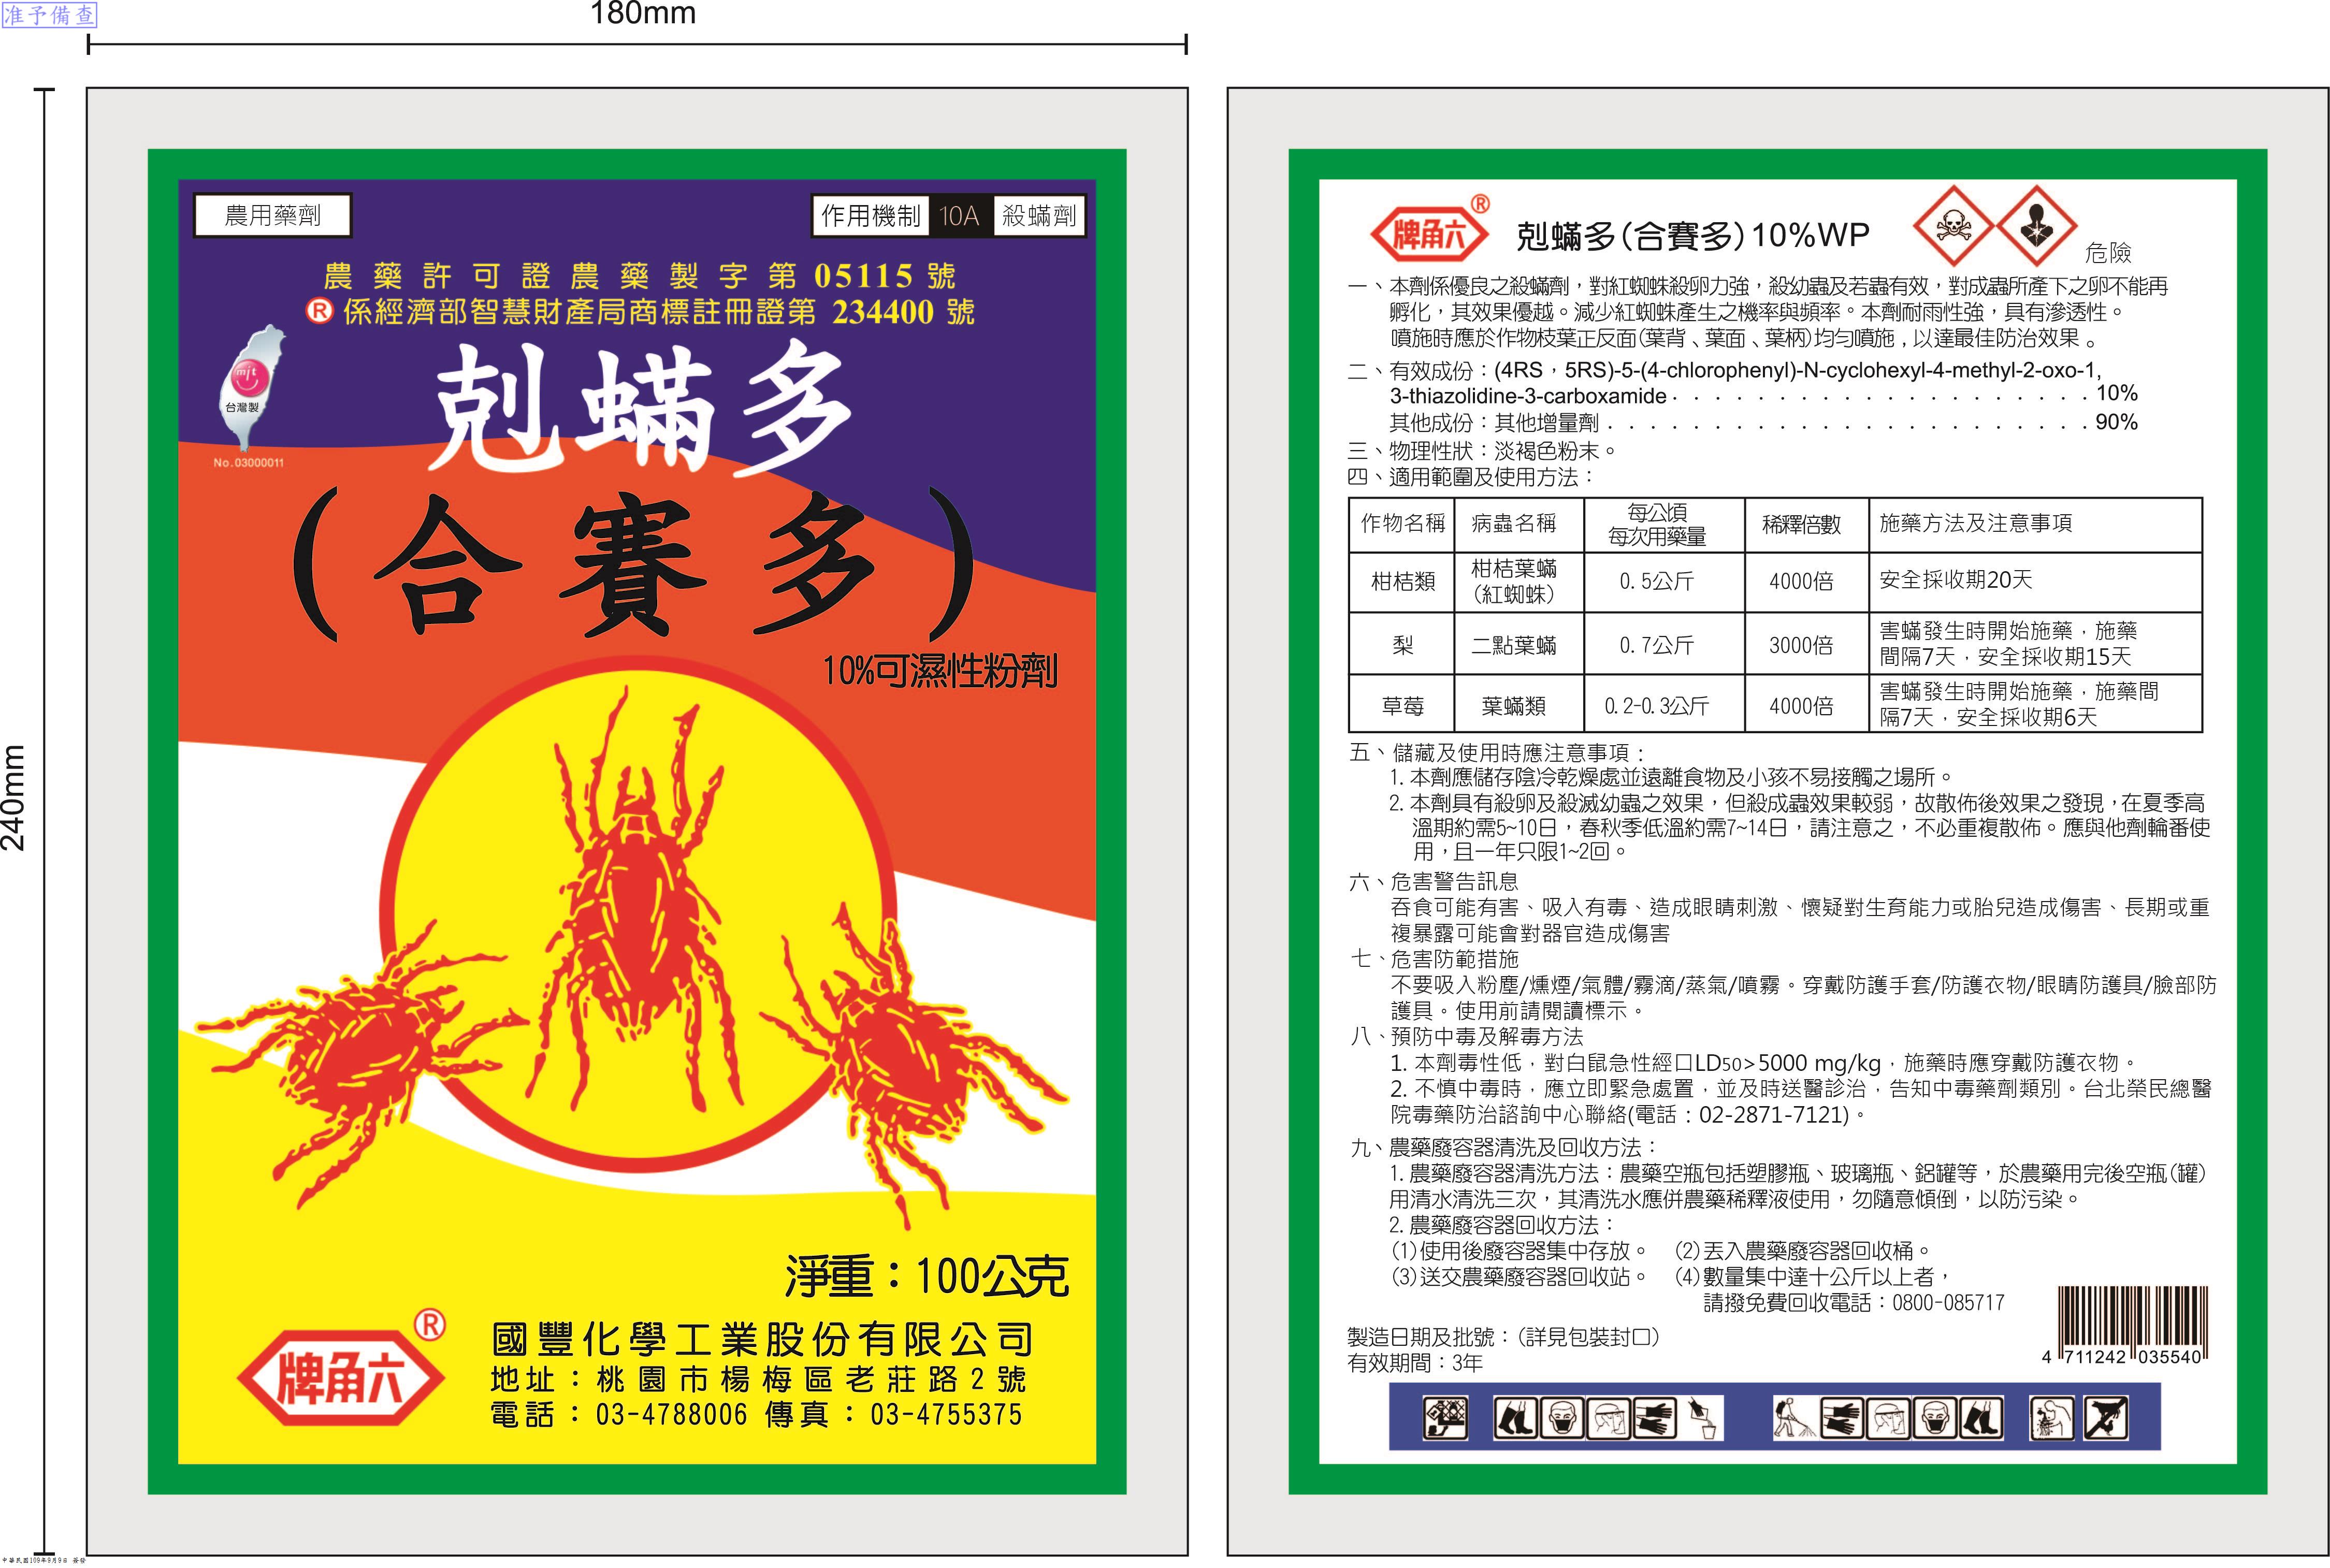 准予備查
180mm
240mm
農用藥劑
作用機制 10A 殺蟎劑
農藥許可證農藥製字第 05115 號
®係經濟部智慧財產局商標註冊證第 234400 號
mit
台灣製
No.03000011
剋蟎多
(合賽多)
10%可濕性粉劑
淨重：100公克
牌角六®
國豐化學工業股份有限公司
地址：桃園市楊梅區老莊路2號
電話：03-4788006 傳真：03-4755375
中華民國109年9月9日 簽發
牌角六® 剋蟎多(合賽多)10%WP
危險
一、本劑係優良之殺蟎劑，對紅蜘蛛殺卵力強，殺幼蟲及若蟲有效，對成蟲所產下之卵不能再
孵化，其效果優越。減少紅蜘蛛產生之機率與頻率。本劑耐雨性強，具有滲透性。
噴施時應於作物枝葉正反面(葉背、葉面、葉柄)均勻噴施，以達最佳防治效果。
二、有效成份：(4RS，5RS)-5-(4-chlorophenyl)-N-cyclohexyl-4-methyl-2-oxo-1,
3-thiazolidine-3-carboxamide．．．．．．．．．．．．．．．．10%
其他成份：其他增量劑．．．．．．．．．．．．．．．．．．．90%
三、物理性狀：淡褐色粉末。
四、適用範圍及使用方法：
作物名稱 病蟲名稱 每公頃每次用藥量 稀釋倍數 施藥方法及注意事項
柑桔類 柑桔葉蟎(紅蜘蛛) 0.5公斤 4000倍 安全採收期20天
梨 二點葉蟎 0.7公斤 3000倍 害蟎發生時開始施藥，施藥間隔7天，安全採收期15天
草莓 葉蟎類 0.2-0.3公斤 4000倍 害蟎發生時開始施藥，施藥間隔7天，安全採收期6天
五、儲藏及使用時應注意事項：
1. 本劑應儲存陰冷乾燥處並遠離食物及小孩不易接觸之場所。
2. 本劑具有殺卵及殺滅幼蟲之效果，但殺成蟲效果較弱，故散佈後效果之發現，在夏季高
溫期約需5~10日，春秋季低溫約需7~14日，請注意之，不必重複散佈。應與他劑輪番使
用，且一年只限1~2回。
六、危害警告訊息
吞食可能有害、吸入有毒、造成眼睛刺激、懷疑對生育能力或胎兒造成傷害、長期或重
複暴露可能會對器官造成傷害
七、危害防範措施
不要吸入粉塵/燻煙/氣體/霧滴/蒸氣/噴霧。穿戴防護手套/防護衣物/眼睛防護具/臉部防
護具。使用前請閱讀標示。
八、預防中毒及解毒方法
1. 本劑毒性低，對白鼠急性經口LD50>5000 mg/kg，施藥時應穿戴防護衣物。
2. 不慎中毒時，應立即緊急處置，並及時送醫診治，告知中毒藥劑類別。台北榮民總醫
院毒藥防治諮詢中心聯絡(電話：02-2871-7121)。
九、農藥廢容器清洗及回收方法：
1. 農藥廢容器清洗方法：農藥空瓶包括塑膠瓶、玻璃瓶、鋁罐等，於農藥用完後空瓶(罐)
用清水清洗三次，其清洗水應併農藥稀釋液使用，勿隨意傾倒，以防污染。
2. 農藥廢容器回收方法：
(1)使用後廢容器集中存放。 (2)丟入農藥廢容器回收桶。
(3)送交農藥廢容器回收站。 (4)數量集中達十公斤以上者，
請撥免費回收電話：0800-085717
製造日期及批號：(詳見包裝封口)
有效期間：3年
4 711242 035540